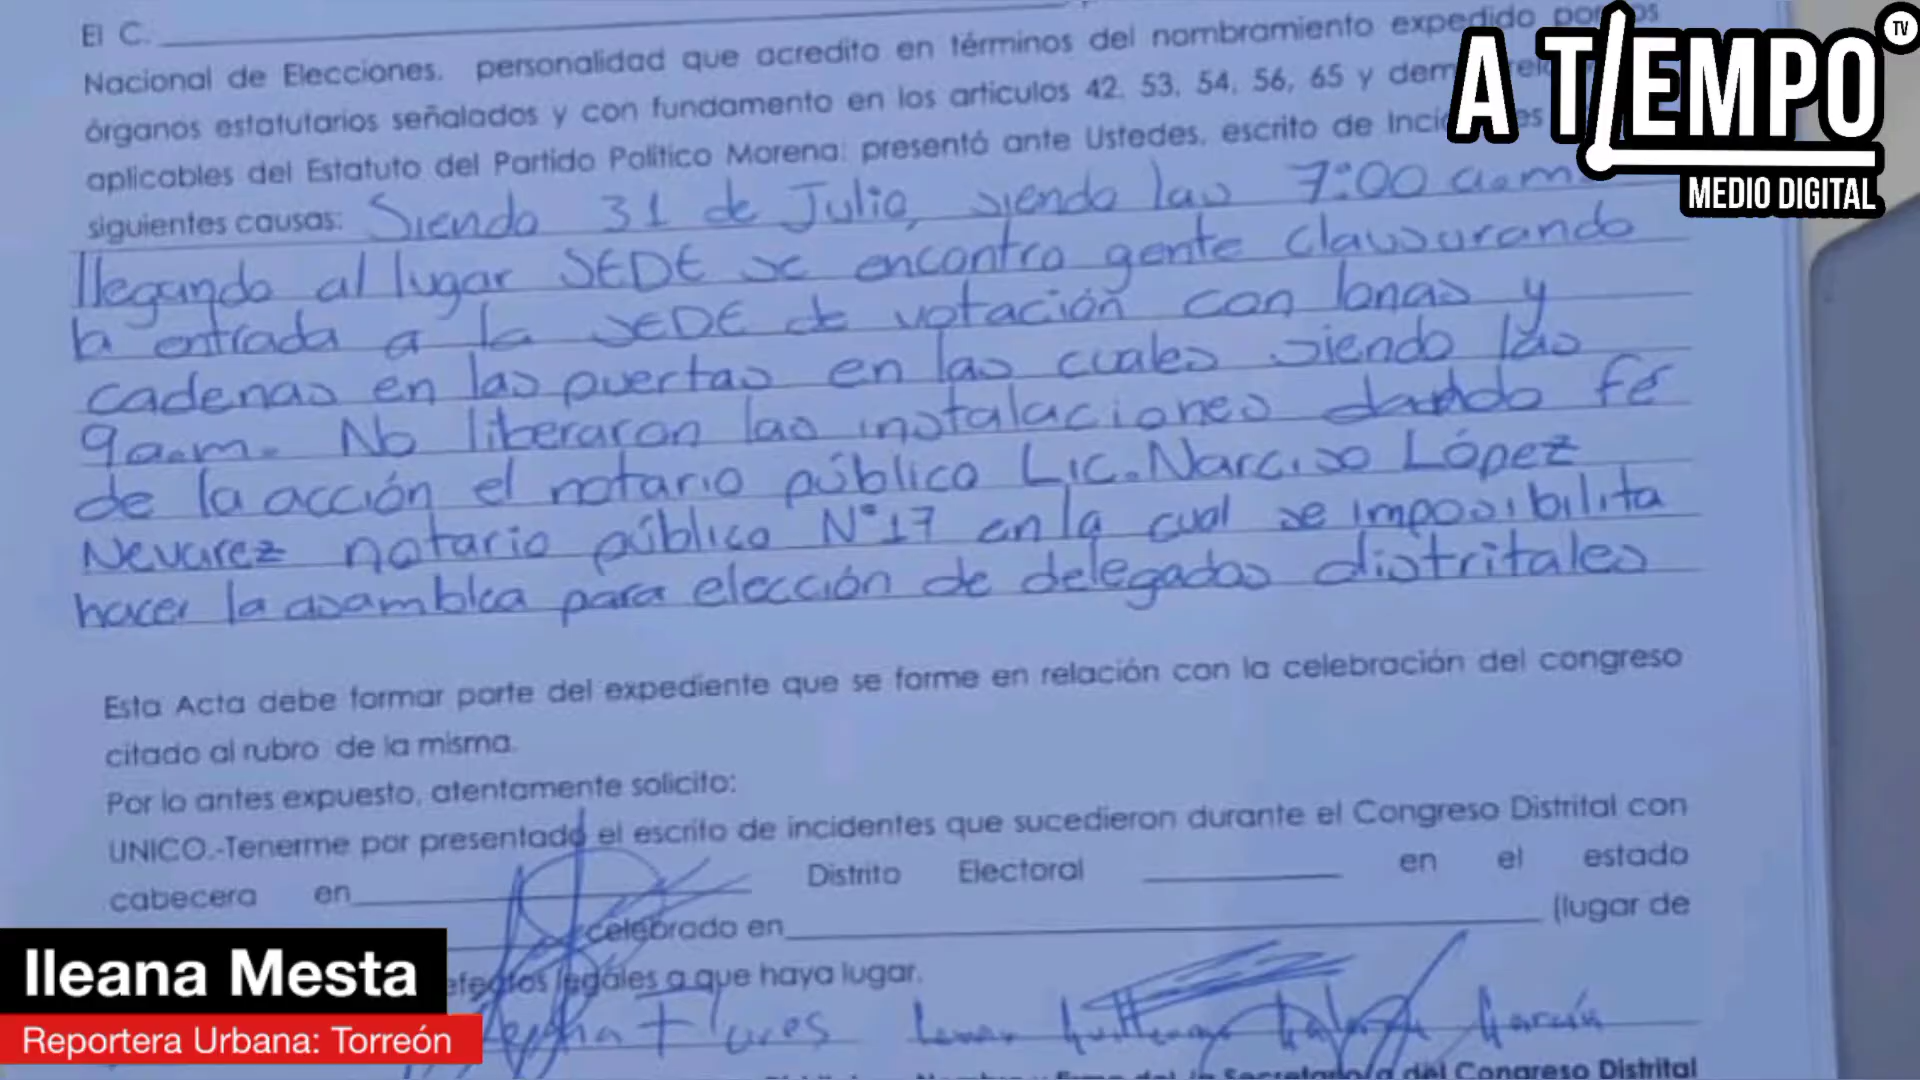 El C.
Nacional de Elecciones, personalidad que acredito en términos del nombramiento expedido por los
órganos estatutarios señalados y con fundamento en los articulos 42, 53, 54, 56, 65 y
aplicables del Estatuto del Partido Político Morena; presentó ante Ustedes, escrito de
siguientes causas: Siendo 31 de Julio, siendo las 7:00 a.m
llegando al lugar SEDE se encontro gente clausurando
la entrada a la SEDE de votación con lonas y
cadenas en las puertas en las cuales siendo las
9a.m. No liberaron las instalaciones dando fé
de la acción el notario público Lic. Narciso López
Nevarez notario público N°17 en la cual se imposibilita
hacer la asamblea para elección de delegados distritales
Esta Acta debe formar parte del expediente que se forme en relación con la celebración del congreso
citado al rubro de la misma.
Por lo antes expuesto, atentamente solicito:
UNICO.-Tenerme por presentado el escrito de incidentes que sucedieron durante el Congreso Distrital con
cabecera en Distrito Electoral en el estado
celebrado en (lugar de
efectos legales a que haya lugar.
Flores García
del Congreso Distrital
A TIEMPO TV
MEDIO DIGITAL
Ileana Mesta
Reportera Urbana: Torreón